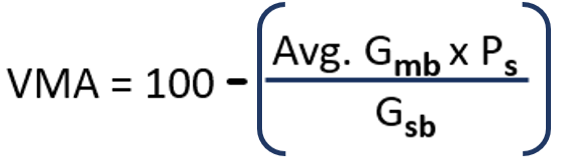 VMA = 100 - (Avg. Gmb x Ps / Gsb)